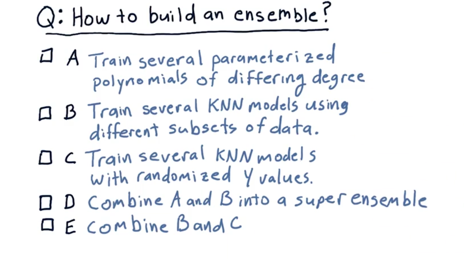 Q: How to build an ensemble?
A Train several parameterized
polynomials of differing degree
B Train several KNN models using
different subsets of data.
C Train several KNN models
with randomized Y values.
D Combine A and B into a super ensemble
E Combine B and C